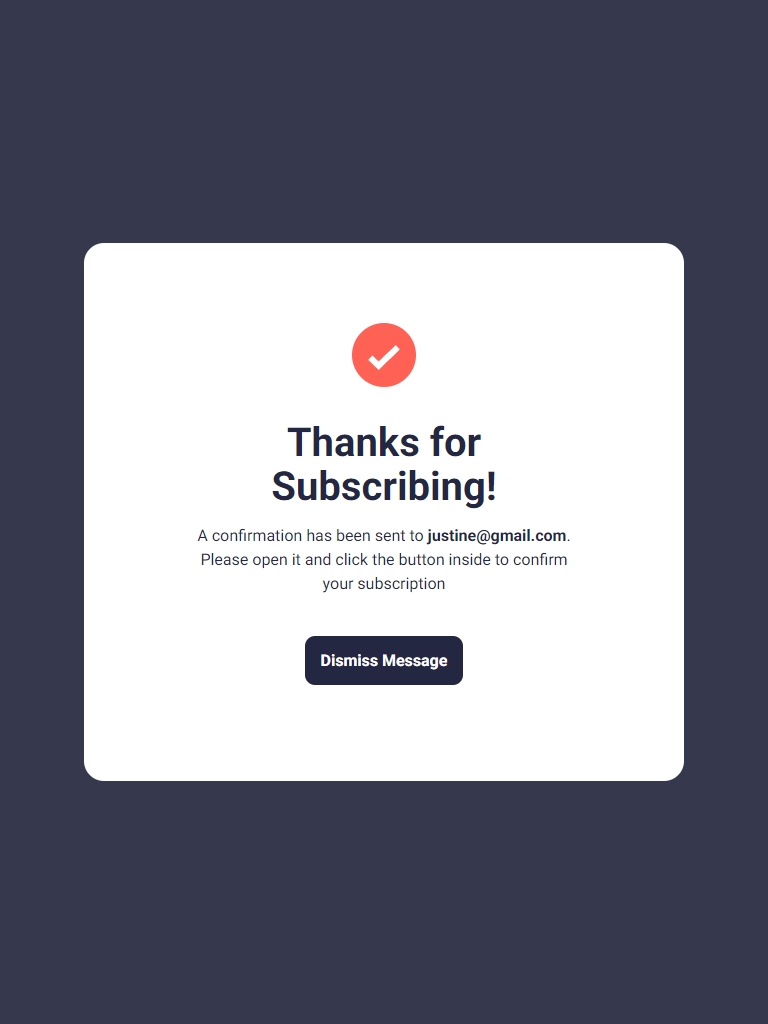 Thanks for
Subscribing!
A confirmation has been sent to justine@gmail.com.
Please open it and click the button inside to confirm
your subscription
Dismiss Message